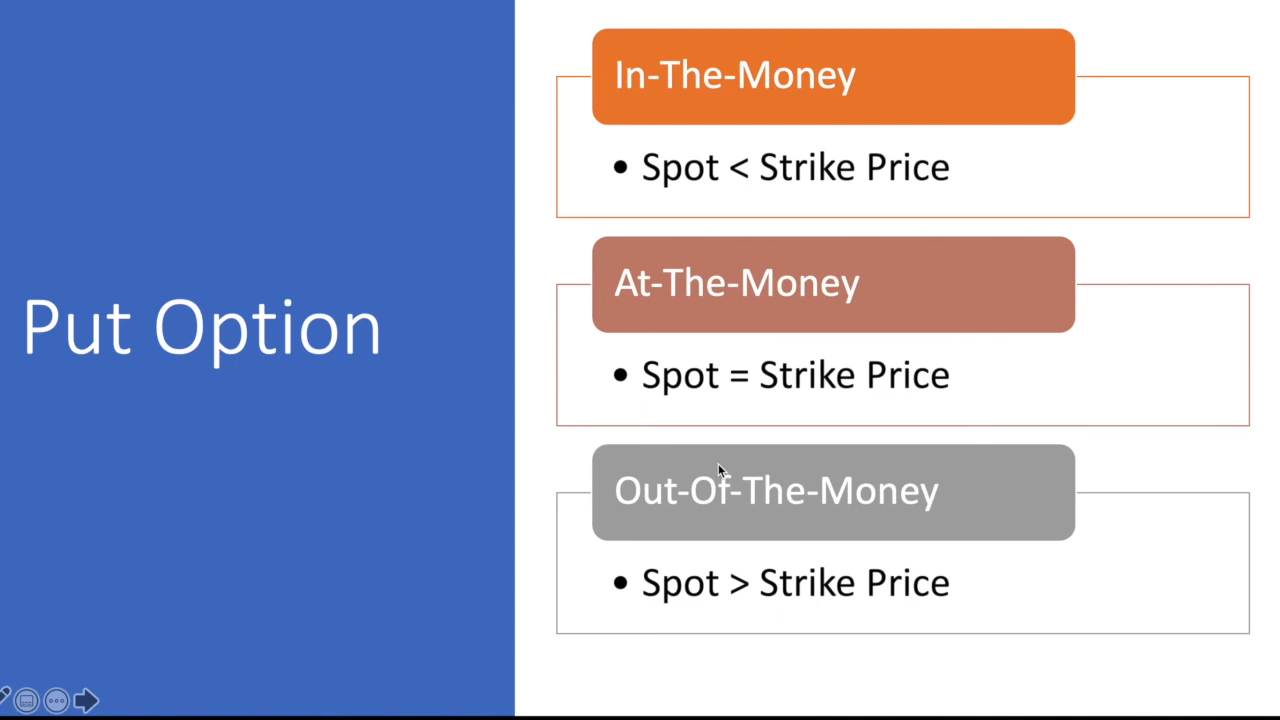 Put Option
In-The-Money
• Spot < Strike Price
At-The-Money
• Spot = Strike Price
Out-Of-The-Money
• Spot > Strike Price